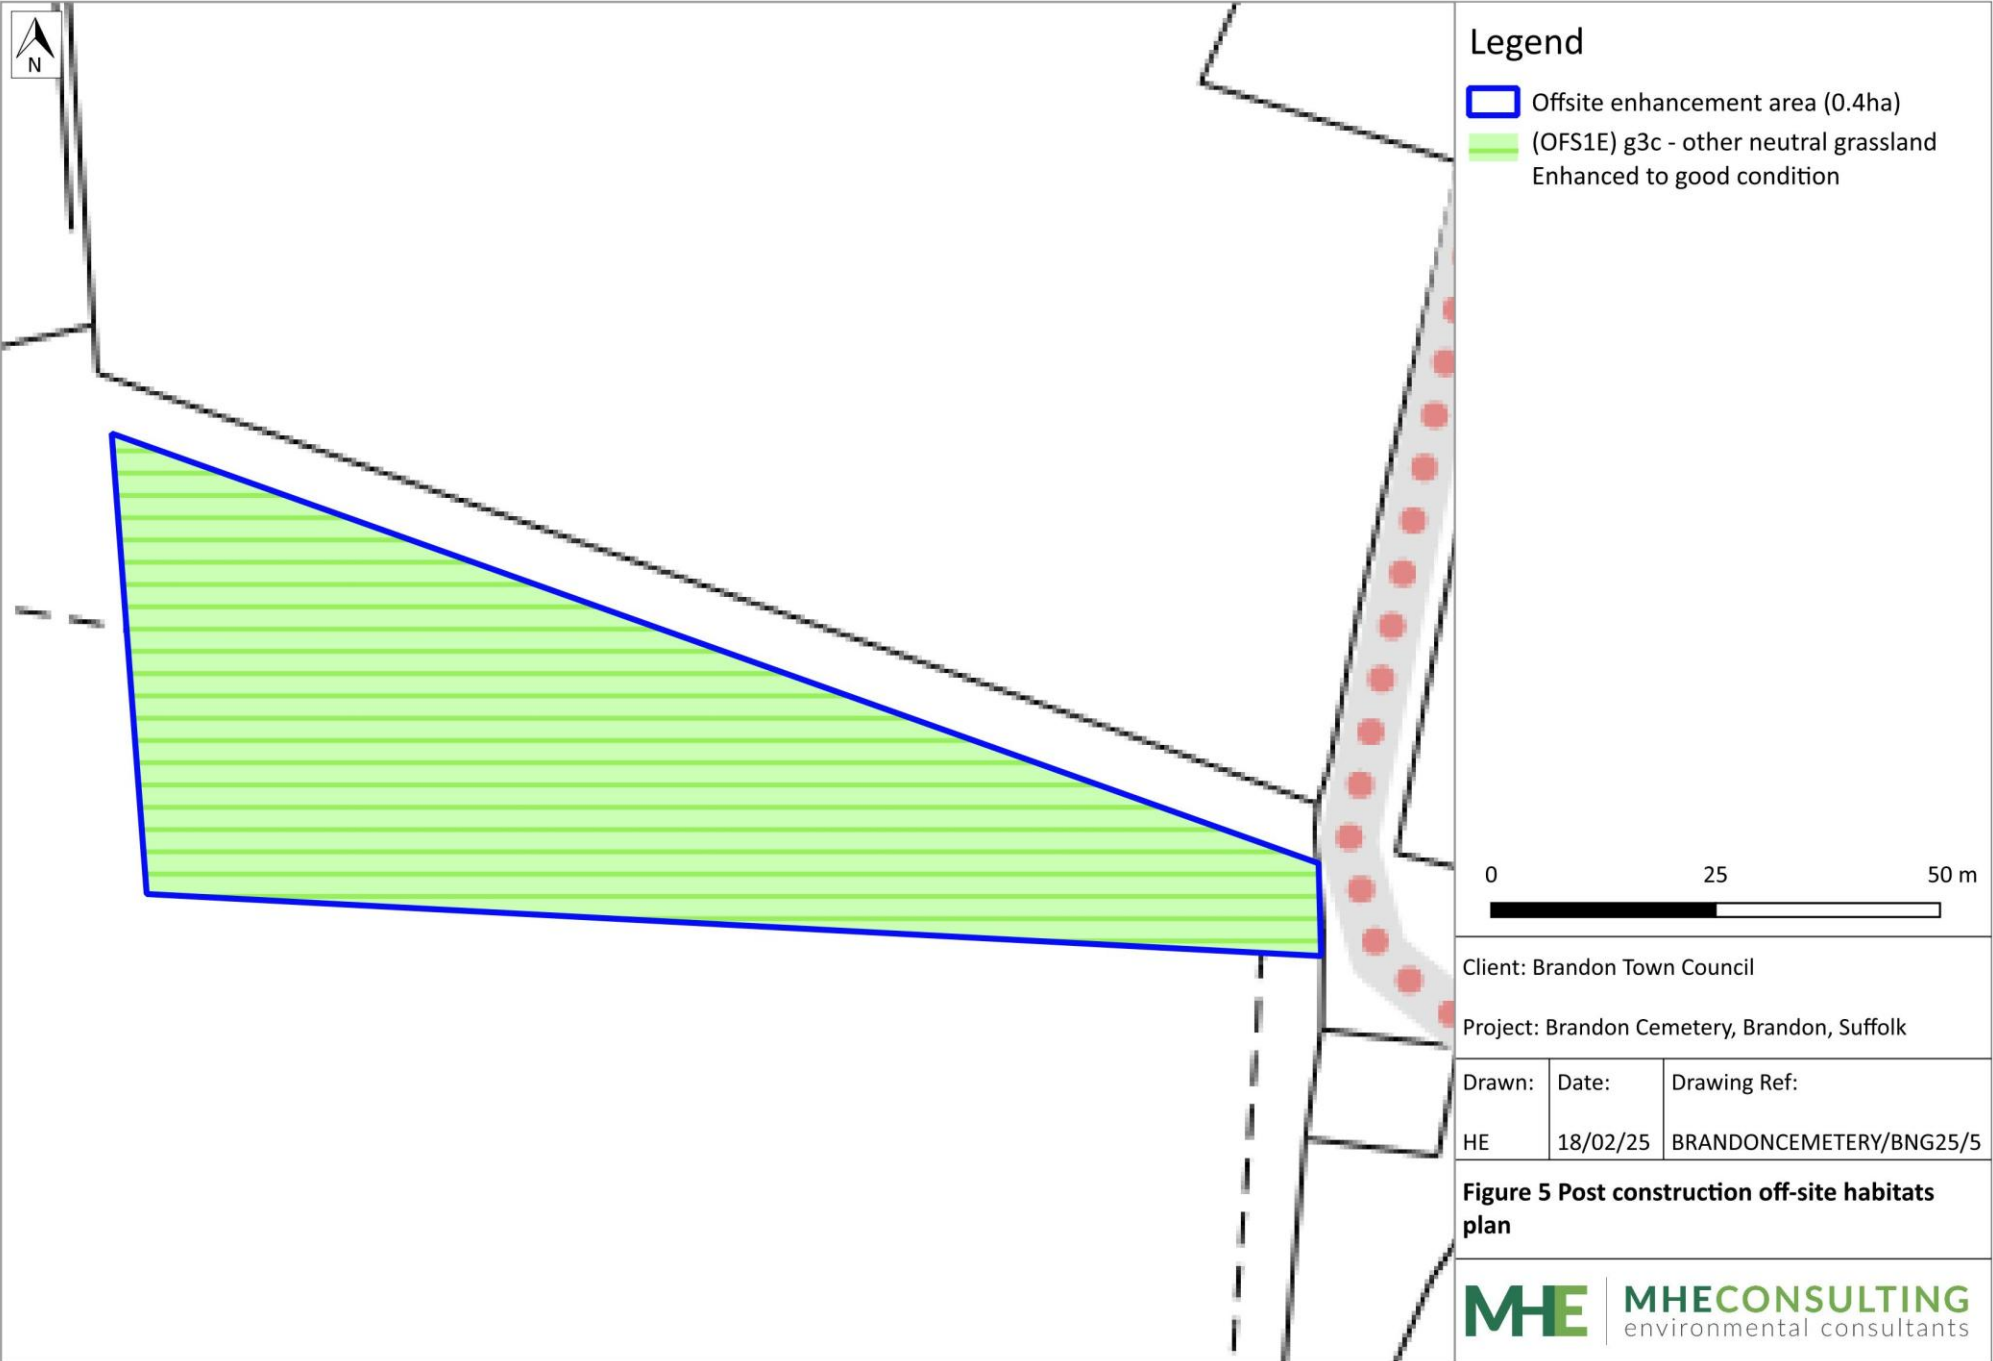 N
Legend
Offsite enhancement area (0.4ha)
(OFS1E) g3c - other neutral grassland
Enhanced to good condition
0 25 50 m
Client: Brandon Town Council
Project: Brandon Cemetery, Brandon, Suffolk
Drawn: Date: Drawing Ref:
HE 18/02/25 BRANDONCEMETERY/BNG25/5
Figure 5 Post construction off-site habitats
plan
MHE MHECONSULTING
environmental consultants